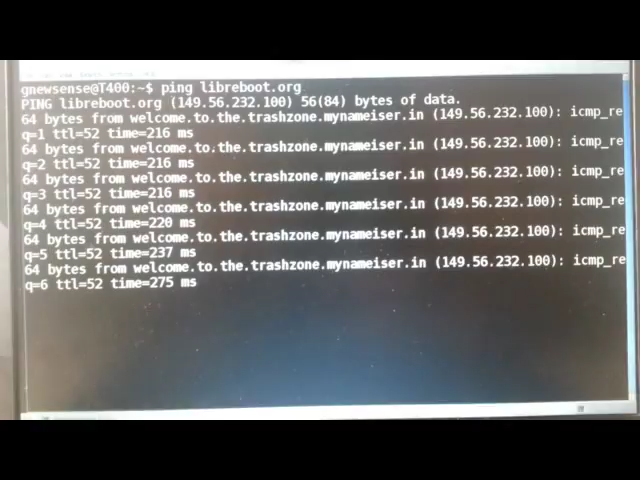 gnewsense@T400:~$ ping libreboot.org
PING libreboot.org (149.56.232.100) 56(84) bytes of data.
64 bytes from welcome.to.the.trashzone.mynameiser.in (149.56.232.100): icmp_re
q=1 ttl=52 time=216 ms
64 bytes from welcome.to.the.trashzone.mynameiser.in (149.56.232.100): icmp_re
q=2 ttl=52 time=216 ms
64 bytes from welcome.to.the.trashzone.mynameiser.in (149.56.232.100): icmp_re
q=3 ttl=52 time=216 ms
64 bytes from welcome.to.the.trashzone.mynameiser.in (149.56.232.100): icmp_re
q=4 ttl=52 time=220 ms
64 bytes from welcome.to.the.trashzone.mynameiser.in (149.56.232.100): icmp_re
q=5 ttl=52 time=237 ms
64 bytes from welcome.to.the.trashzone.mynameiser.in (149.56.232.100): icmp_re
q=6 ttl=52 time=275 ms